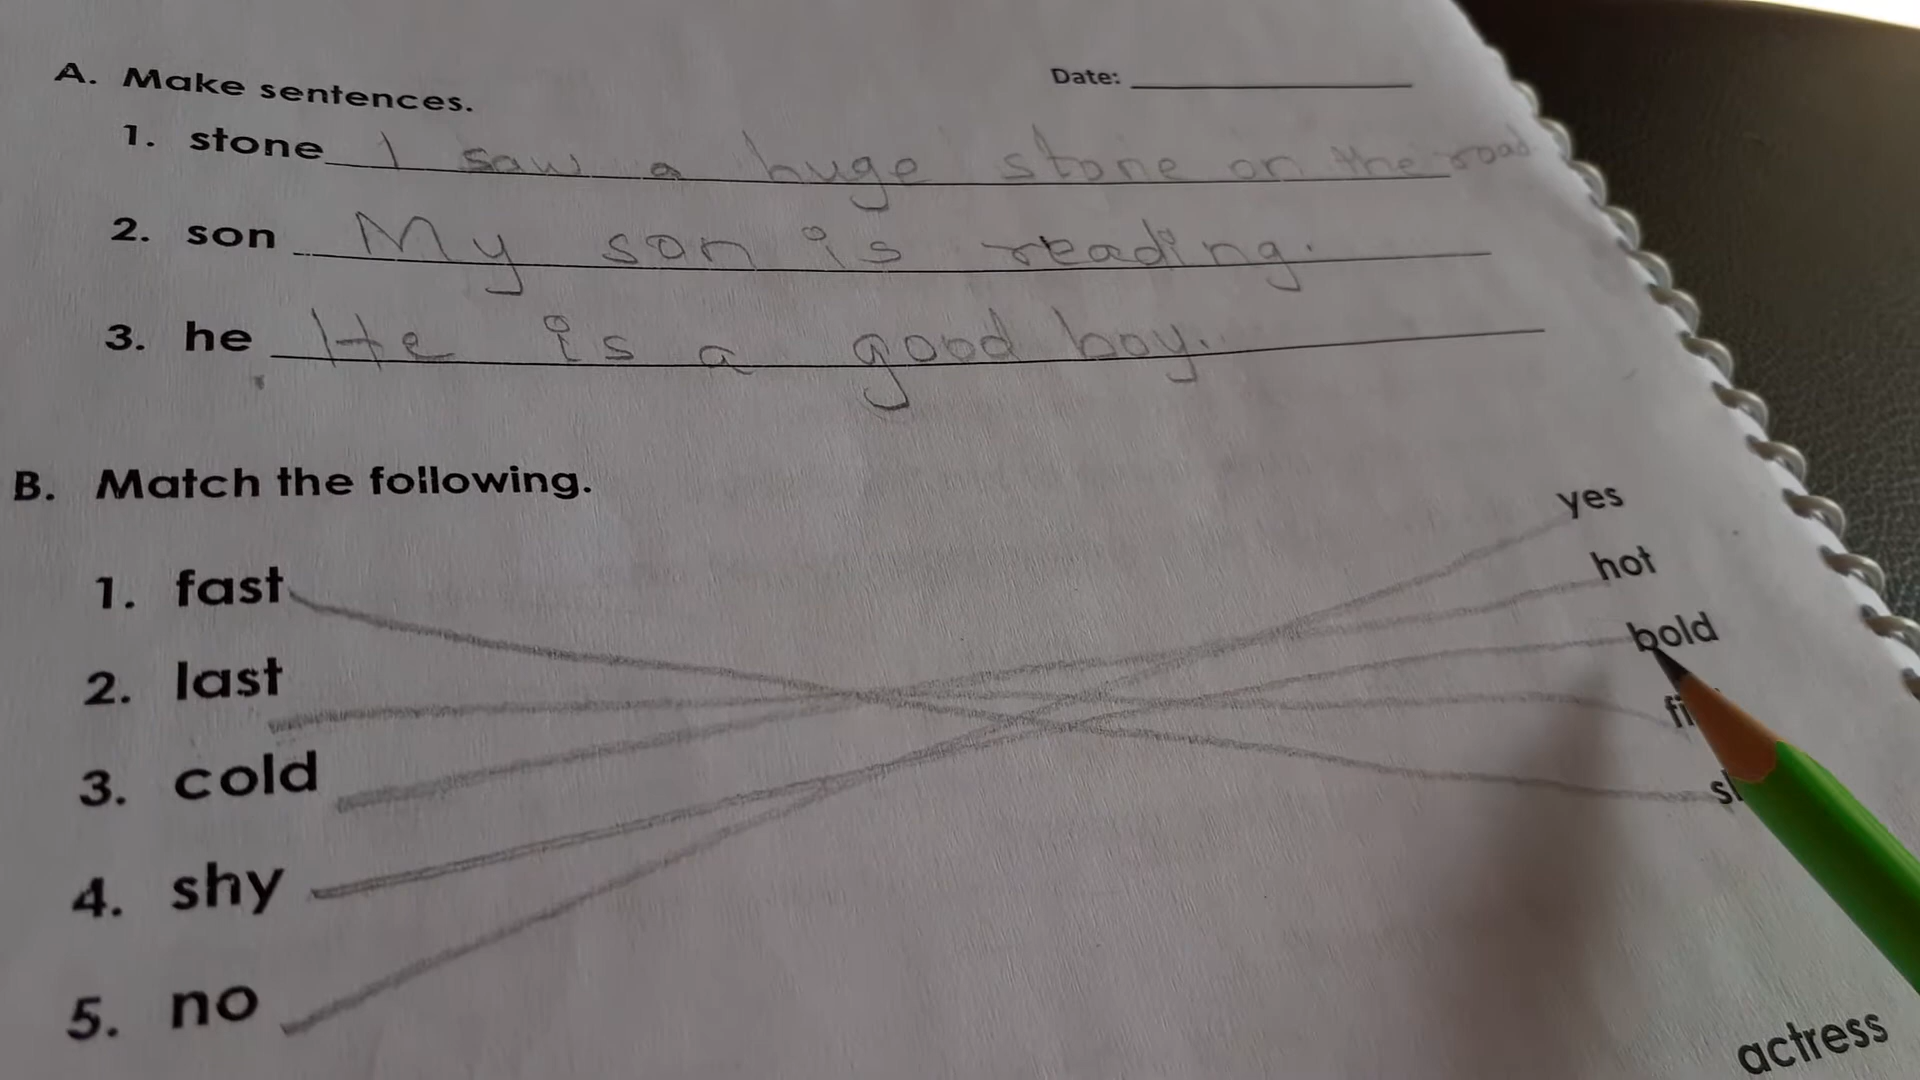 A. Make sentences.
Date:
1. stone I saw a huge stone on the road
2. son My son is reading.
3. he He is a good boy.
B. Match the following.
1. fast yes
2. last hot
3. cold bold
4. shy
5. no
actress